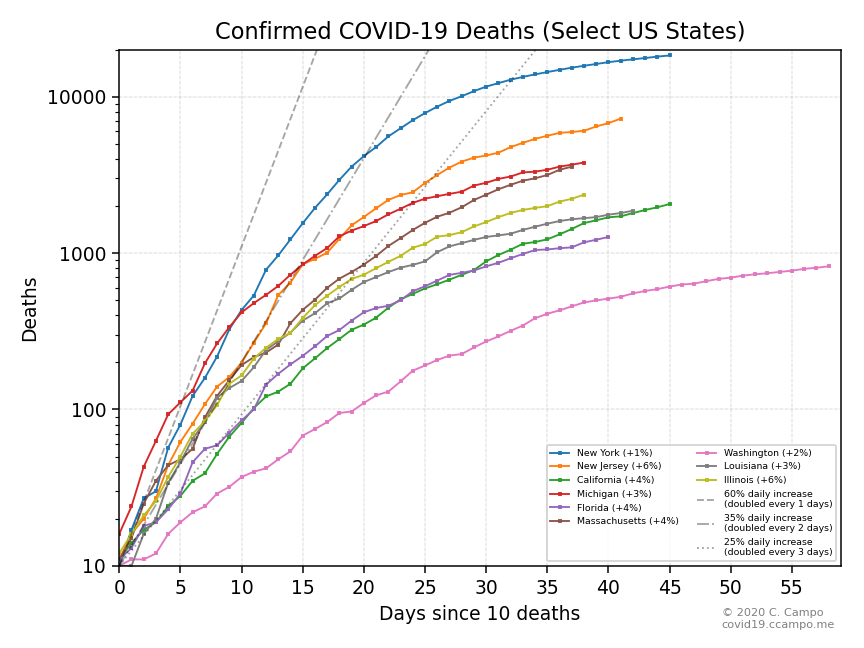 Confirmed COVID-19 Deaths (Select US States)
Deaths
10000
1000
100
10
0 5 10 15 20 25 30 35 40 45 50 55
Days since 10 deaths
New York (+1%)
New Jersey (+6%)
California (+4%)
Michigan (+3%)
Florida (+4%)
Massachusetts (+4%)
Washington (+2%)
Louisiana (+3%)
Illinois (+6%)
60% daily increase
(doubled every 1 days)
35% daily increase
(doubled every 2 days)
25% daily increase
(doubled every 3 days)
© 2020 C. Campo
covid19.ccampo.me